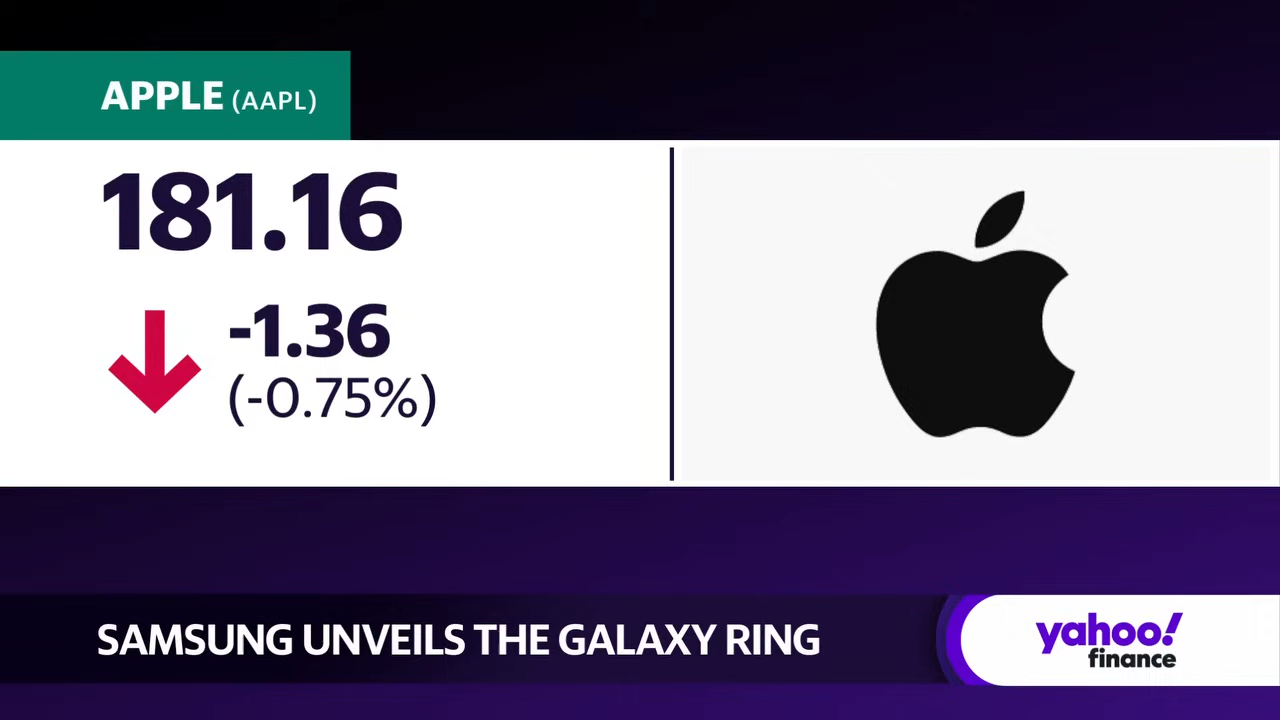 APPLE (AAPL)
181.16
-1.36
(-0.75%)
SAMSUNG UNVEILS THE GALAXY RING
yahoo!
finance